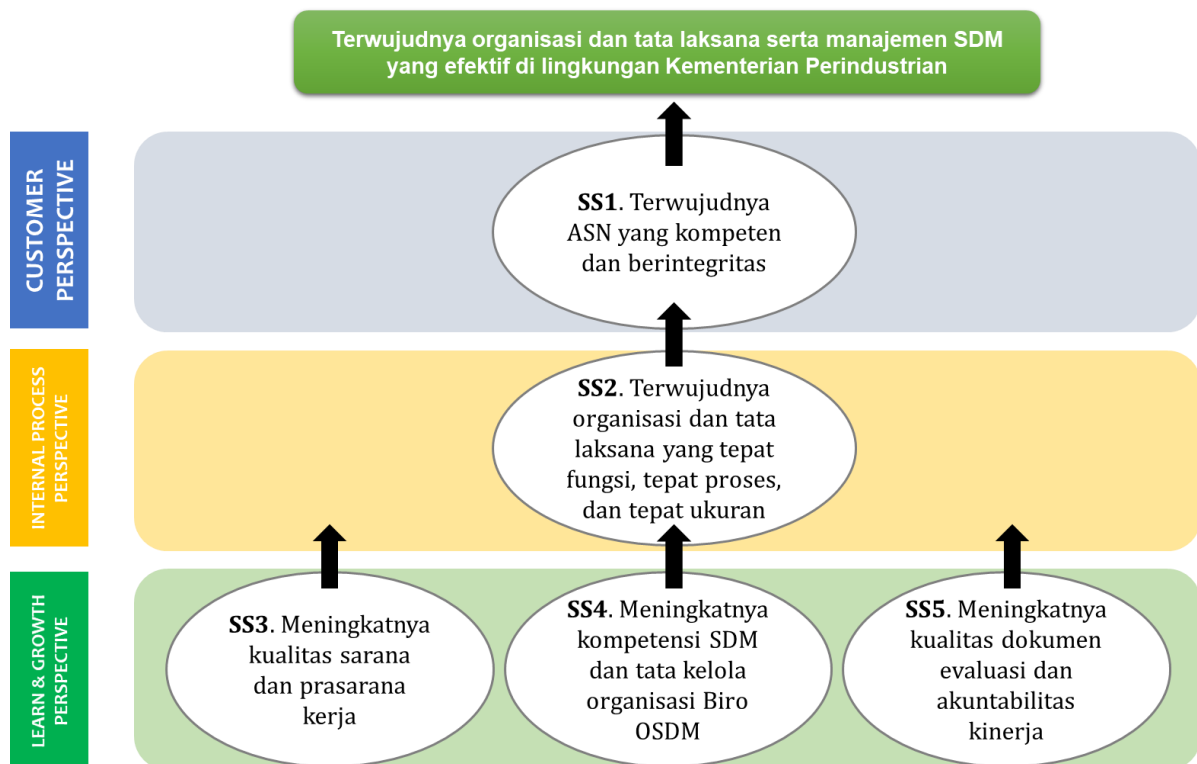 Terwujudnya organisasi dan tata laksana serta manajemen SDM
yang efektif di lingkungan Kementerian Perindustrian
CUSTOMER
PERSPECTIVE
SS1. Terwujudnya
ASN yang kompeten
dan berintegritas
INTERNAL PROCESS
PERSPECTIVE
SS2. Terwujudnya
organisasi dan tata
laksana yang tepat
fungsi, tepat proses,
dan tepat ukuran
LEARN & GROWTH
PERSPECTIVE
SS3. Meningkatnya
kualitas sarana
dan prasarana
kerja
SS4. Meningkatnya
kompetensi SDM
dan tata kelola
organisasi Biro
OSDM
SS5. Meningkatnya
kualitas dokumen
evaluasi dan
akuntabilitas
kinerja